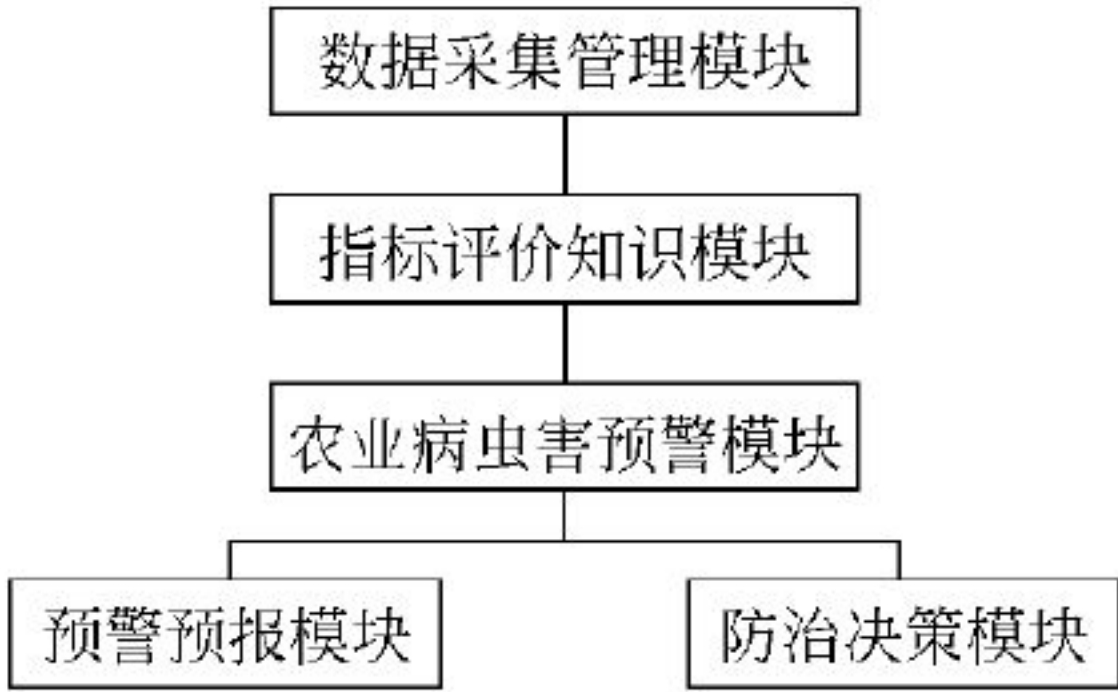 数据采集管理模块
指标评价知识模块
农业病虫害预警模块
预警预报模块
防治决策模块